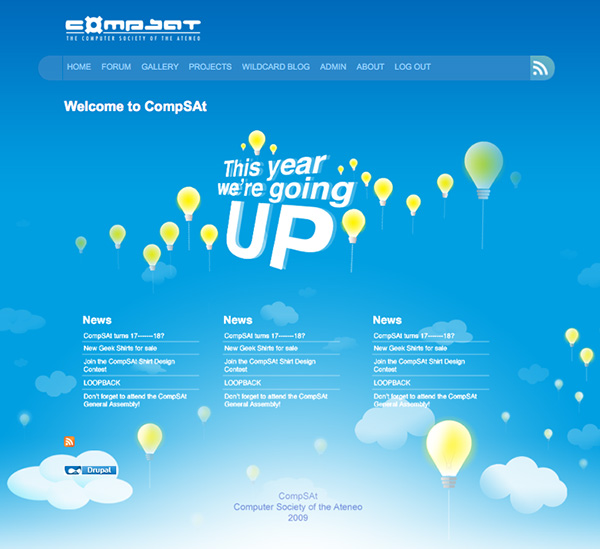 COMPSAT
THE COMPUTER SOCIETY OF THE ATENEO
HOME FORUM GALLERY PROJECTS WILDCARD BLOG ADMIN ABOUT LOG OUT
Welcome to CompSAt
This year
we're going
UP
News
CompSAt turns 17-------18?
New Geek Shirts for sale
Join the CompSAt Shirt Design
Contest
LOOPBACK
Don't forget to attend the CompSAt
General Assembly!
News
CompSAt turns 17-------18?
New Geek Shirts for sale
Join the CompSAt Shirt Design
Contest
LOOPBACK
Don't forget to attend the CompSAt
General Assembly!
News
CompSAt turns 17-------18?
New Geek Shirts for sale
Join the CompSAt Shirt Design
Contest
LOOPBACK
Don't forget to attend the CompSAt
General Assembly!
Drupal
CompSAt
Computer Society of the Ateneo
2009